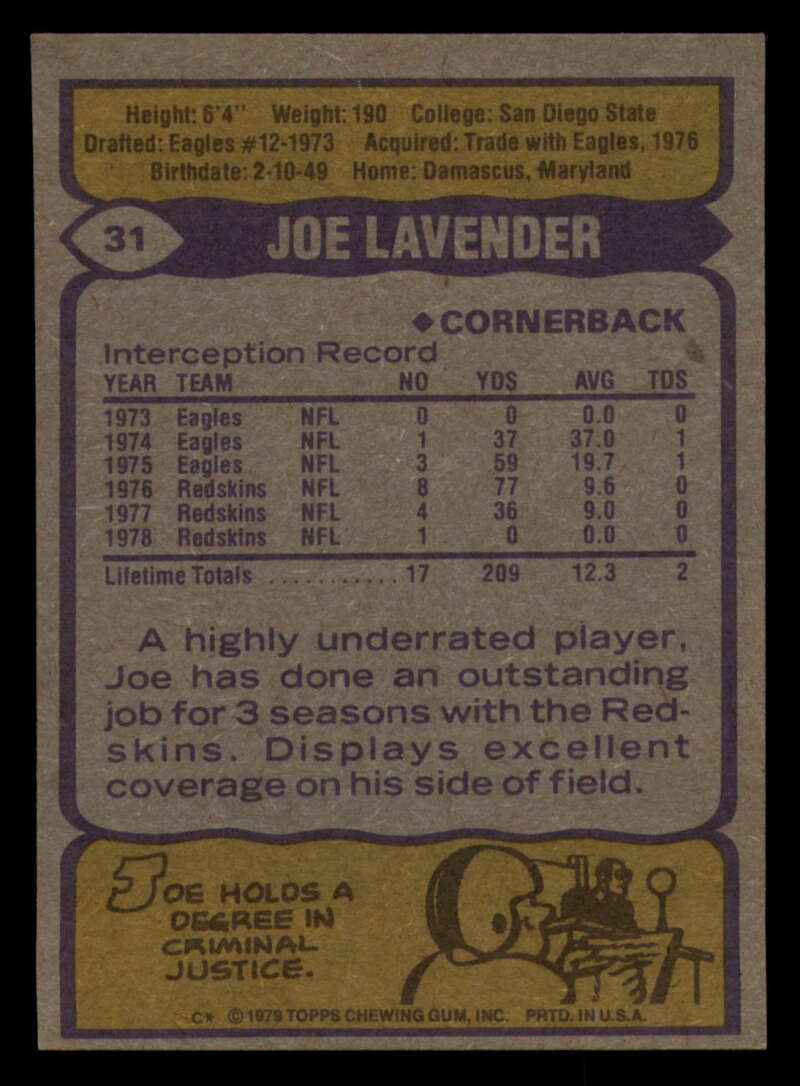 Height: 6'4" Weight: 190 College: San Diego State
Drafted: Eagles #12-1973 Acquired: Trade with Eagles, 1976
Birthdate: 2-10-49 Home: Damascus, Maryland
31 JOE LAVENDER
◆ CORNERBACK
Interception Record
YEAR TEAM NO YDS AVG TDS
1973 Eagles NFL 0 0 0.0 0
1974 Eagles NFL 1 37 37.0 1
1975 Eagles NFL 3 59 19.7 1
1976 Redskins NFL 8 77 9.6 0
1977 Redskins NFL 4 36 9.0 0
1978 Redskins NFL 1 0 0.0 0
Lifetime Totals ........... 17 209 12.3 2
A highly underrated player,
Joe has done an outstanding
job for 3 seasons with the Red-
skins. Displays excellent
coverage on his side of field.
JOE HOLDS A
DEGREE IN
CRIMINAL
JUSTICE.
C* © 1979 TOPPS CHEWING GUM, INC. PRTD. IN U.S.A.